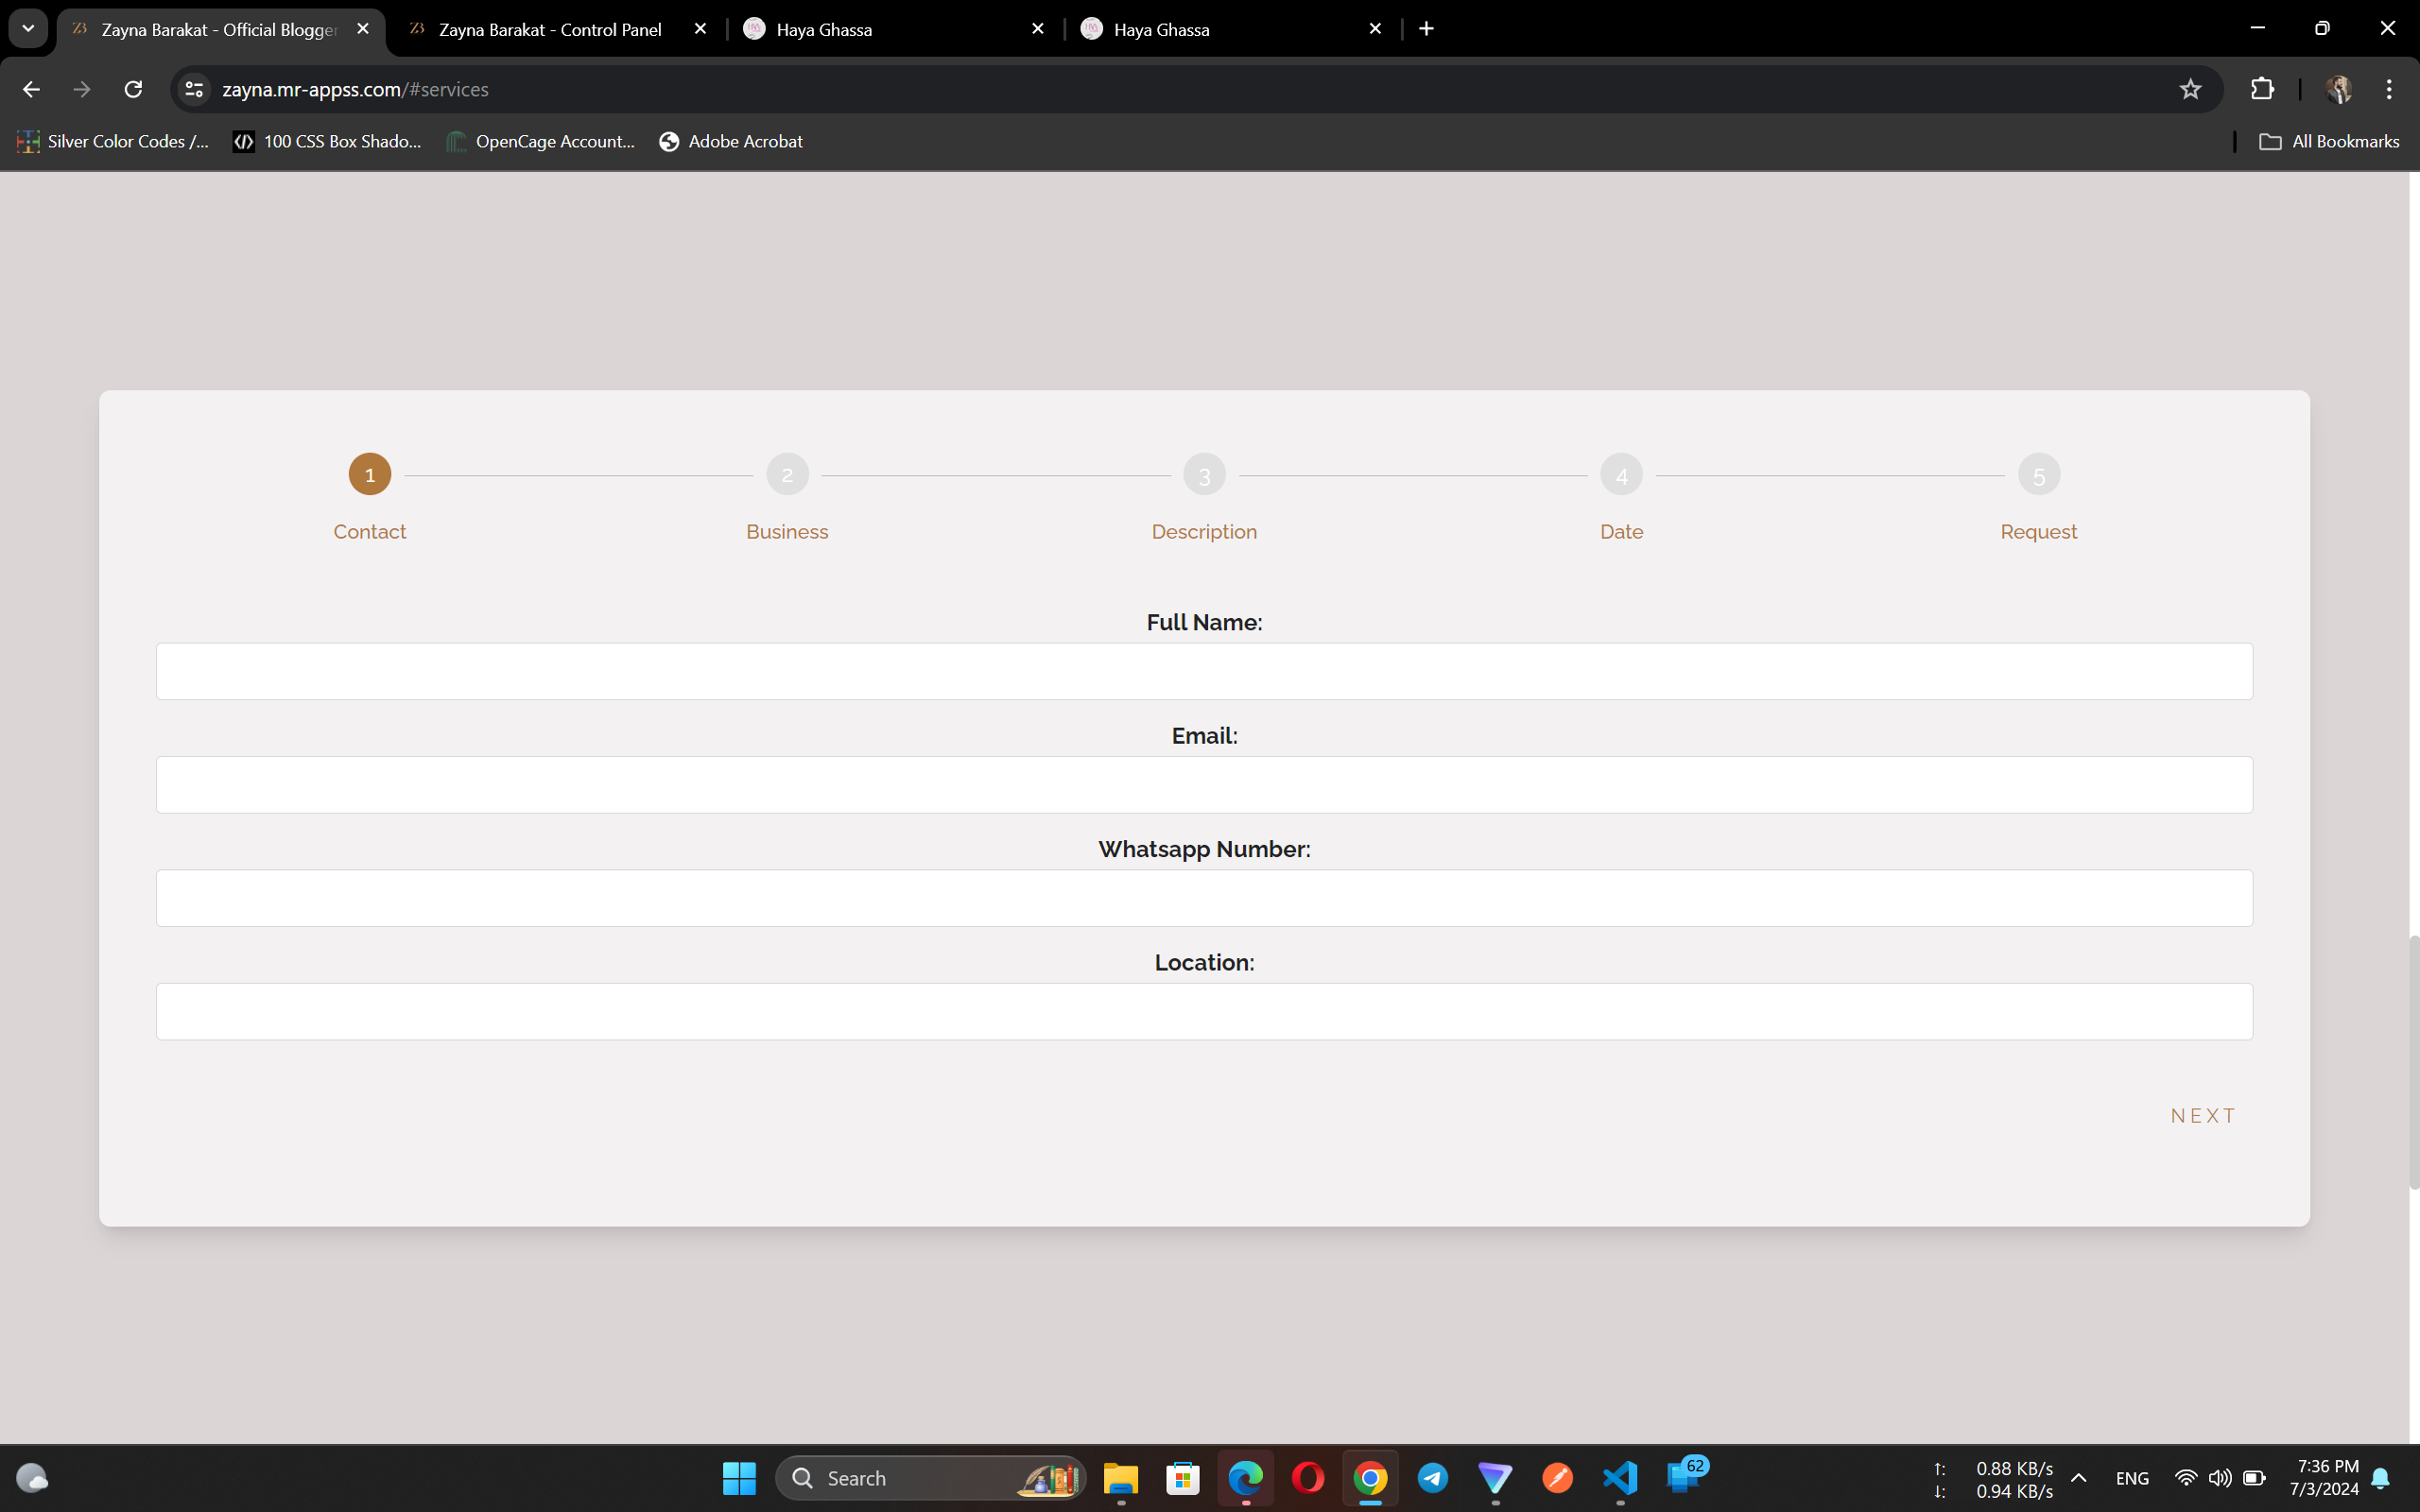 Zayna Barakat - Official Blogger
Zayna Barakat - Control Panel
Haya Ghassa
Haya Ghassa
zayna.mr-appss.com/#services
Silver Color Codes /...
100 CSS Box Shado...
OpenCage Account...
Adobe Acrobat
All Bookmarks
1
2
3
4
5
Contact
Business
Description
Date
Request
Full Name:
Email:
Whatsapp Number:
Location:
NEXT
Search
62
↑: 0.88 KB/s
↓: 0.94 KB/s
ENG
7:36 PM
7/3/2024